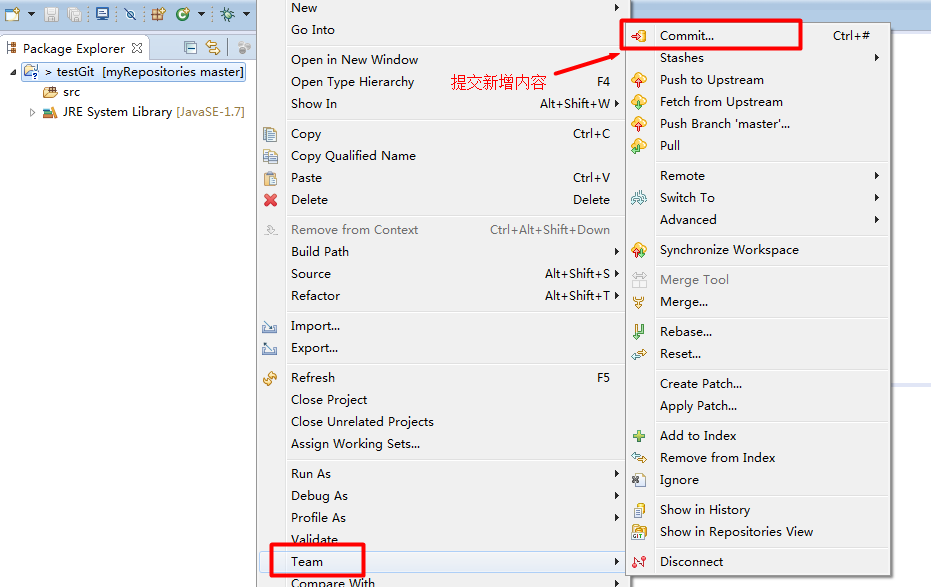 Package Explorer
> testGit [myRepositories master]
src
JRE System Library [JavaSE-1.7]
New
Go Into
Open in New Window
Open Type Hierarchy F4
Show In Alt+Shift+W
Copy Ctrl+C
Copy Qualified Name
Paste Ctrl+V
Delete Delete
Remove from Context Ctrl+Alt+Shift+Down
Build Path
Source Alt+Shift+S
Refactor Alt+Shift+T
Import...
Export...
Refresh F5
Close Project
Close Unrelated Projects
Assign Working Sets...
Run As
Debug As
Profile As
Validate
Team
Compare With
提交新增内容
Commit... Ctrl+#
Stashes
Push to Upstream
Fetch from Upstream
Push Branch 'master'...
Pull
Remote
Switch To
Advanced
Synchronize Workspace
Merge Tool
Merge...
Rebase...
Reset...
Create Patch...
Apply Patch...
Add to Index
Remove from Index
Ignore
Show in History
GIT Show in Repositories View
Disconnect